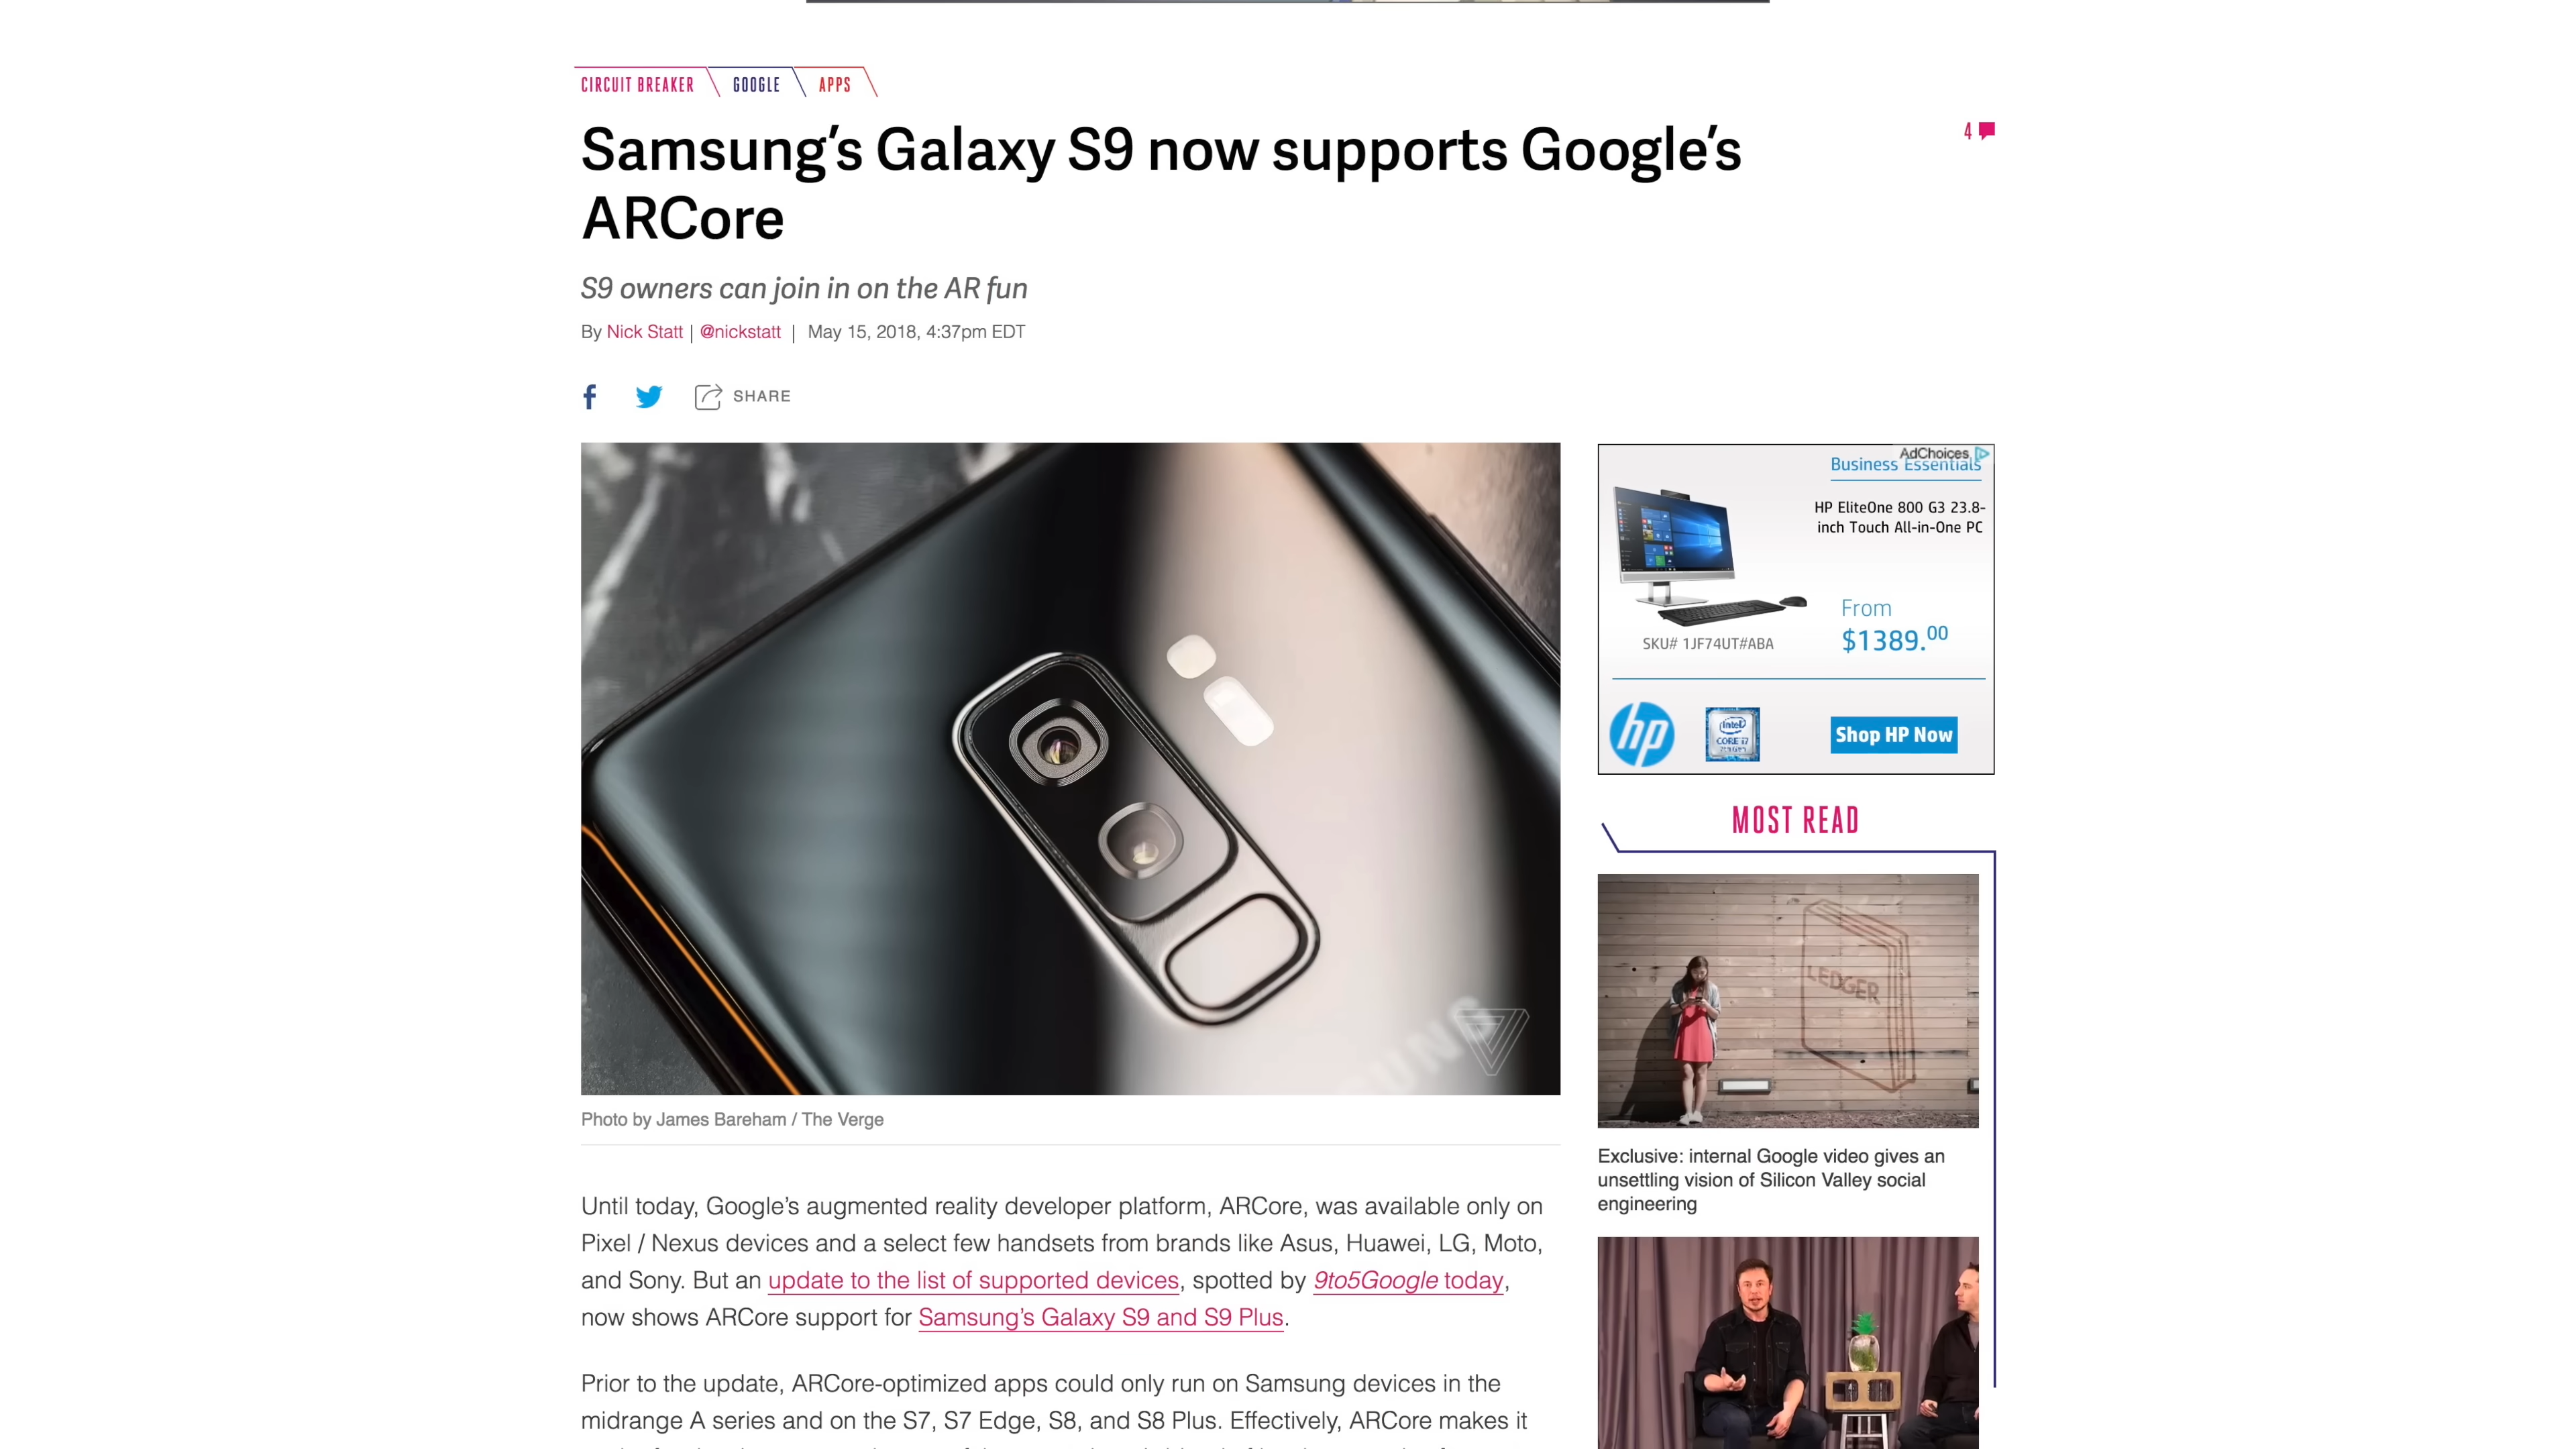 CIRCUIT BREAKER
GOOGLE
APPS
Samsung’s Galaxy S9 now supports Google’s
ARCore
4
S9 owners can join in on the AR fun
By Nick Statt | @nickstatt | May 15, 2018, 4:37pm EDT
SHARE
AdChoices
Business Essentials
HP EliteOne 800 G3 23.8-
inch Touch All-in-One PC
From
$1389.00
SKU# 1JF74UT#ABA
hp
intel
CORE i7
Shop HP Now
MOST READ
LEDGER
Exclusive: internal Google video gives an
unsettling vision of Silicon Valley social
engineering
Photo by James Bareham / The Verge
Until today, Google’s augmented reality developer platform, ARCore, was available only on
Pixel / Nexus devices and a select few handsets from brands like Asus, Huawei, LG, Moto,
and Sony. But an update to the list of supported devices, spotted by 9to5Google today,
now shows ARCore support for Samsung’s Galaxy S9 and S9 Plus.
Prior to the update, ARCore-optimized apps could only run on Samsung devices in the
midrange A series and on the S7, S7 Edge, S8, and S8 Plus. Effectively, ARCore makes it